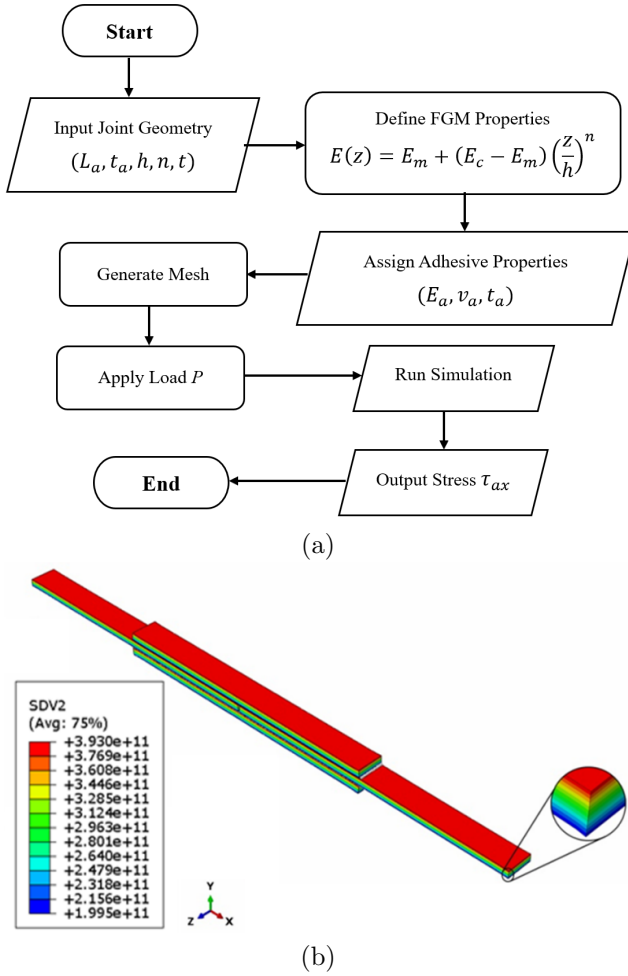 Start
Input Joint Geometry
(L_a, t_a, h, n, t)
Define FGM Properties
E(z) = E_m + (E_c − E_m)(z/h)^n
Assign Adhesive Properties
(E_a, ν_a, t_a)
Generate Mesh
Apply Load P
Run Simulation
Output Stress τ_ax
End
(a)
SDV2
(Avg: 75%)
+3.930e+11
+3.769e+11
+3.608e+11
+3.446e+11
+3.285e+11
+3.124e+11
+2.963e+11
+2.801e+11
+2.640e+11
+2.479e+11
+2.318e+11
+2.156e+11
+1.995e+11
Y
Z
X
(b)